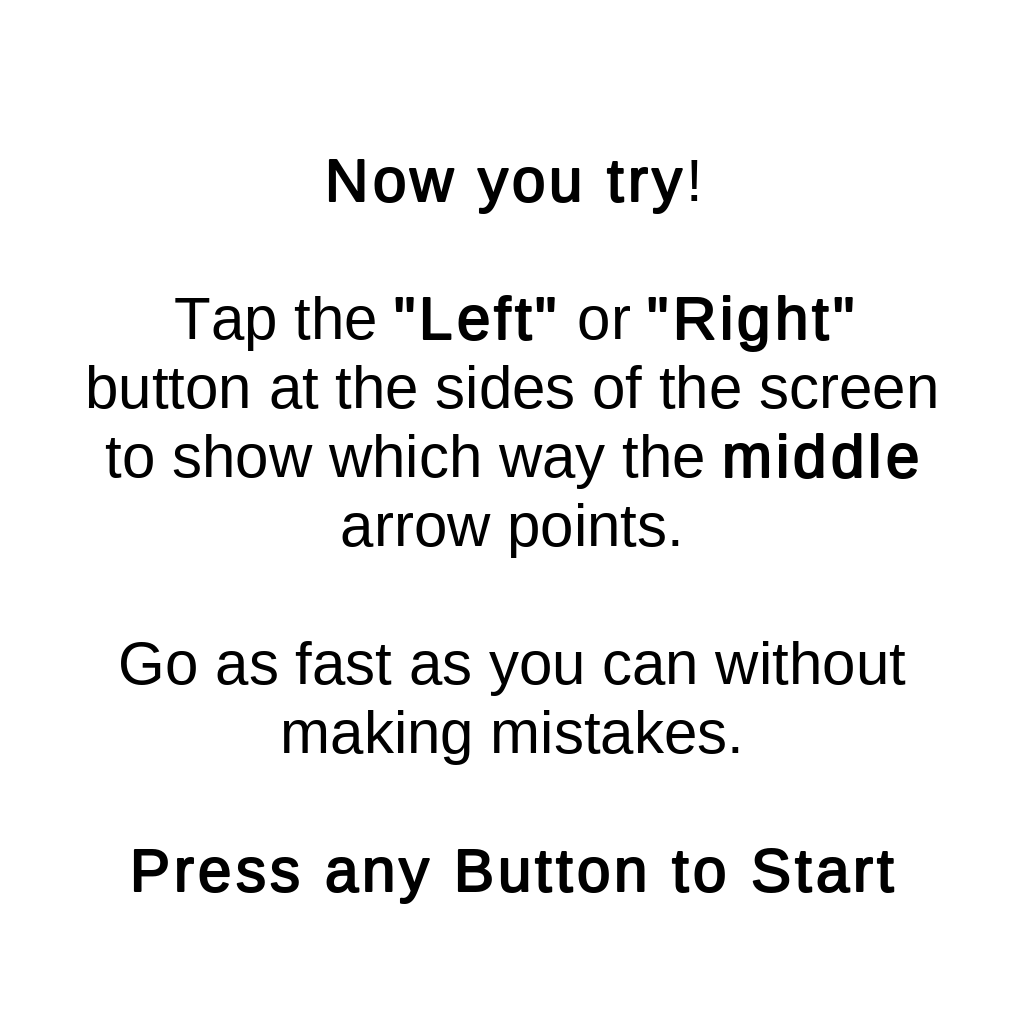 Now you try!
Tap the "Left" or "Right"
button at the sides of the screen
to show which way the middle
arrow points.
Go as fast as you can without
making mistakes.
Press any Button to Start